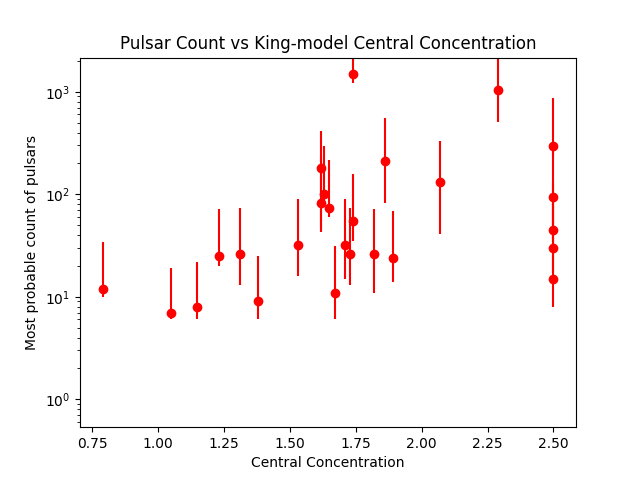 Pulsar Count vs King-model Central Concentration
Most probable count of pulsars
10³
10²
10¹
10⁰
0.75 1.00 1.25 1.50 1.75 2.00 2.25 2.50
Central Concentration